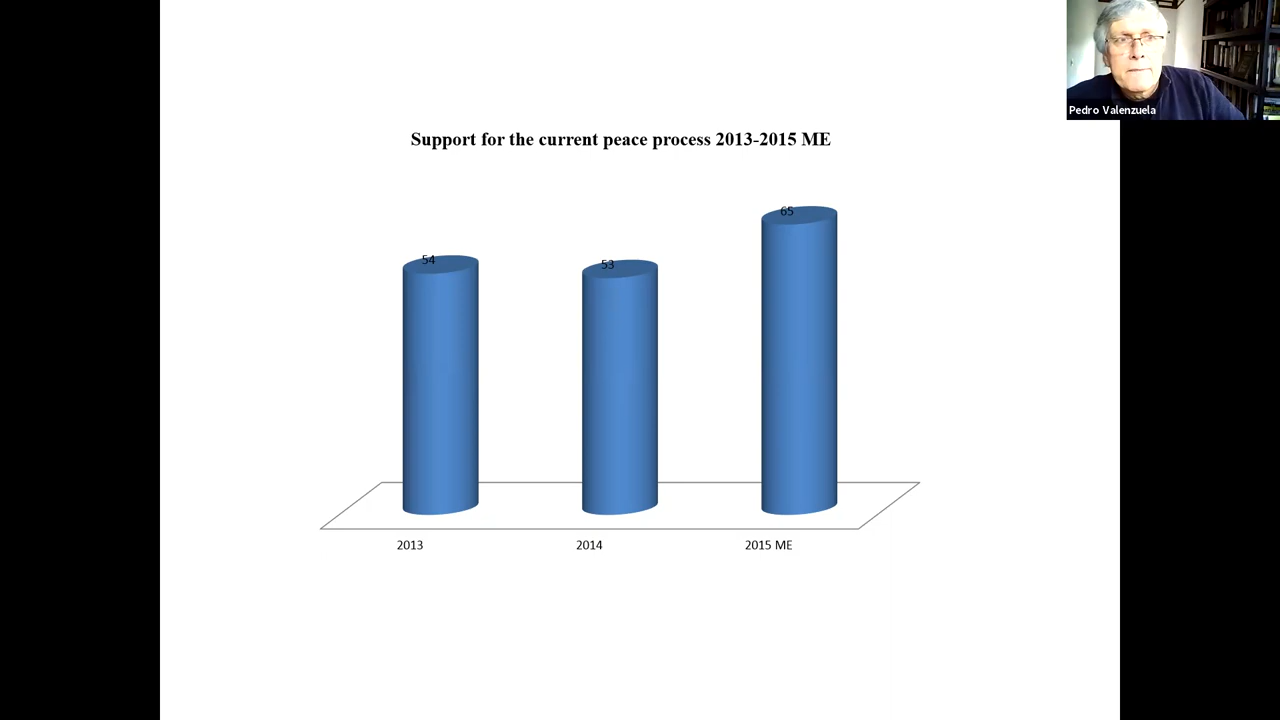 Pedro Valenzuela
Support for the current peace process 2013-2015 ME
54
53
65
2013
2014
2015 ME